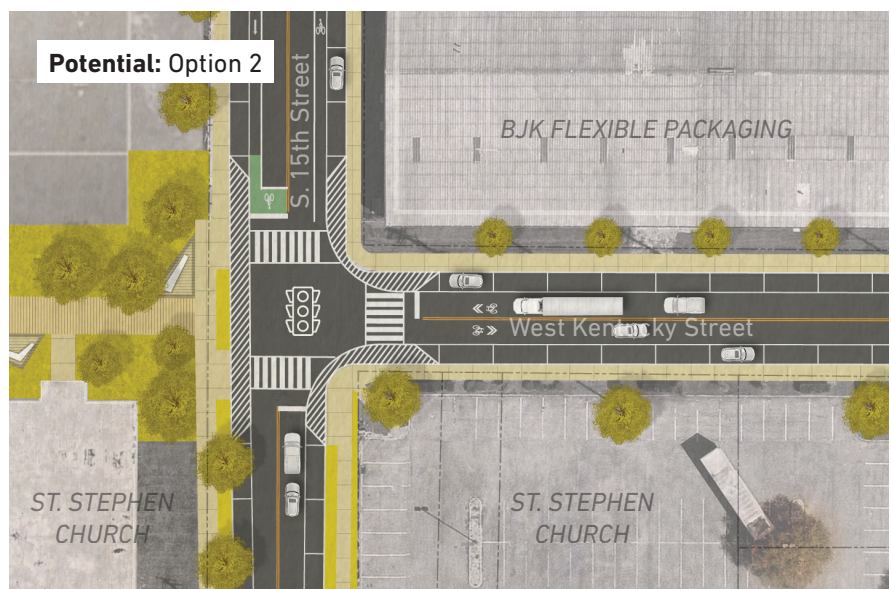 Potential: Option 2
S. 15th Street
BJK FLEXIBLE PACKAGING
West Kentucky Street
ST. STEPHEN
CHURCH
ST. STEPHEN
CHURCH